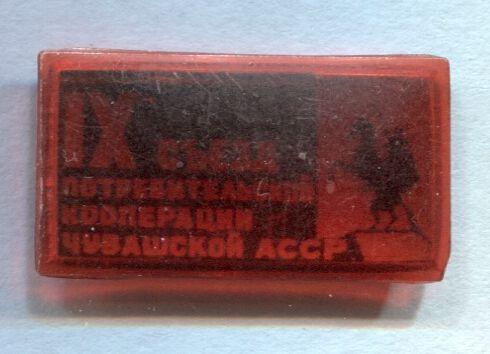 IX СЪЕЗД
ПОТРЕБИТЕЛЬСКОЙ
КООПЕРАЦИИ
ЧУВАШСКОЙ АССР